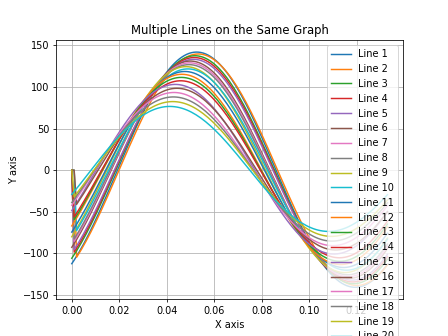 Multiple Lines on the Same Graph
150
100
50
0
−50
−100
−150
Y axis
0.00
0.02
0.04
0.06
0.08
0.10
X axis
Line 1
Line 2
Line 3
Line 4
Line 5
Line 6
Line 7
Line 8
Line 9
Line 10
Line 11
Line 12
Line 13
Line 14
Line 15
Line 16
Line 17
Line 18
Line 19
Line 20